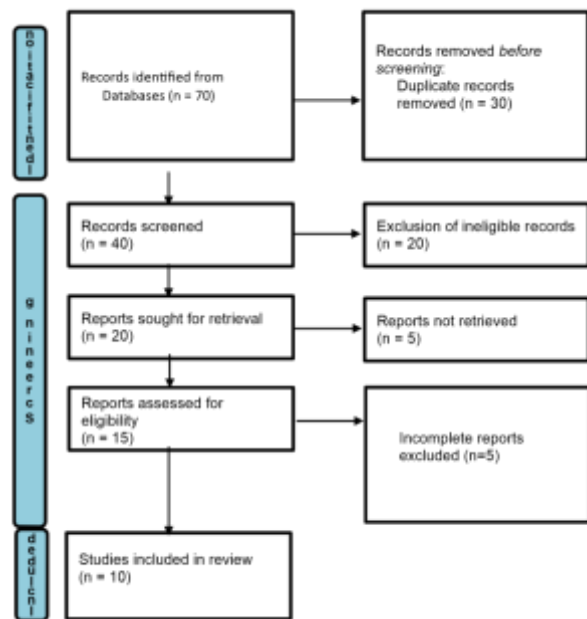 Identification
Records identified from
Databases (n = 70)
Records removed before
screening:
Duplicate records
removed (n = 30)
Screening
Records screened
(n = 40)
Exclusion of ineligible records
(n = 20)
Reports sought for retrieval
(n = 20)
Reports not retrieved
(n = 5)
Reports assessed for
eligibility
(n = 15)
Incomplete reports
excluded (n=5)
Included
Studies included in review
(n = 10)